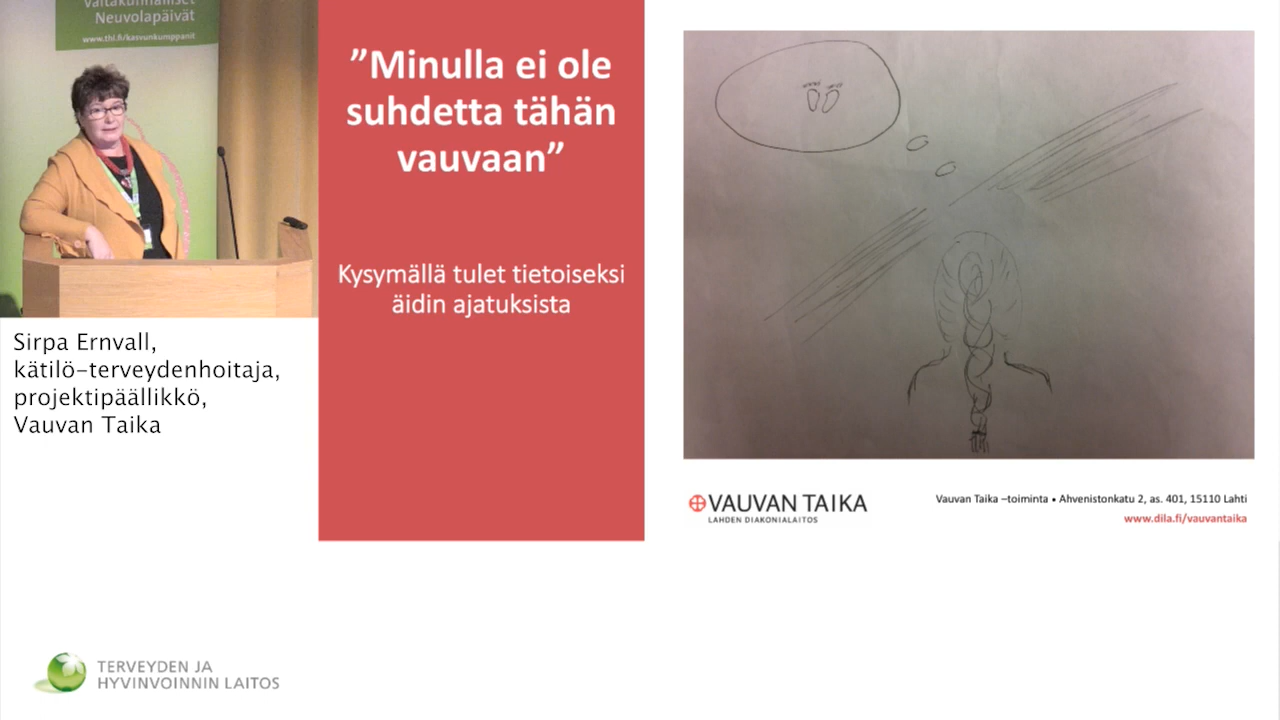 Valtakunnalliset
Neuvolapäivät
www.thl.fi/kasvunkumppanit
Sirpa Ernvall,
kätilö-terveydenhoitaja,
projektipäällikkö,
Vauvan Taika
”Minulla ei ole
suhdetta tähän
vauvaan”
Kysymällä tulet tietoiseksi
äidin ajatuksista
VAUVAN TAIKA
LAHDEN DIAKONIALAITOS
Vauvan Taika –toiminta • Ahvenistonkatu 2, as. 401, 15110 Lahti
www.dila.fi/vauvantaika
TERVEYDEN JA
HYVINVOINNIN LAITOS